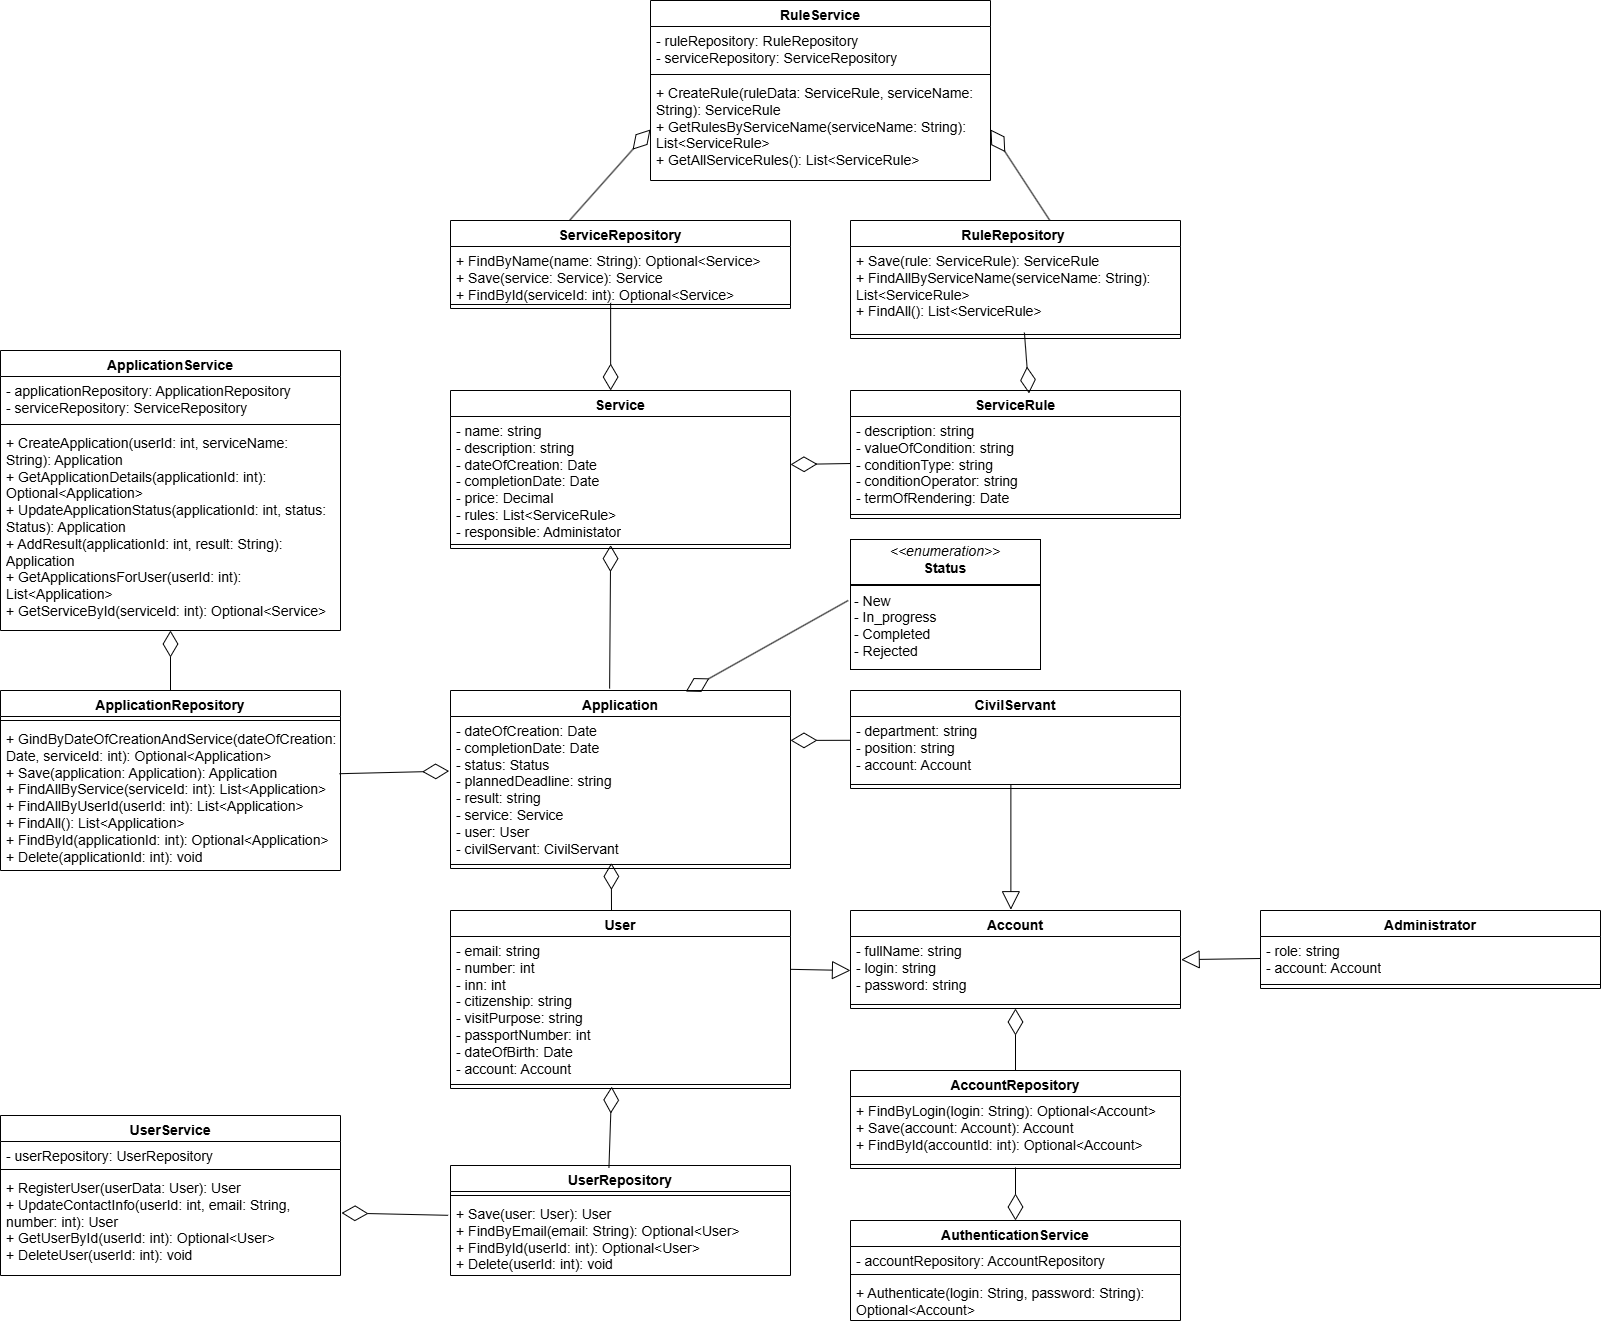 RuleService
- ruleRepository: RuleRepository
- serviceRepository: ServiceRepository
+ CreateRule(ruleData: ServiceRule, serviceName:
String): ServiceRule
+ GetRulesByServiceName(serviceName: String):
List<ServiceRule>
+ GetAllServiceRules(): List<ServiceRule>
ServiceRepository
+ FindByName(name: String): Optional<Service>
+ Save(service: Service): Service
+ FindById(serviceId: int): Optional<Service>
RuleRepository
+ Save(rule: ServiceRule): ServiceRule
+ FindAllByServiceName(serviceName: String):
List<ServiceRule>
+ FindAll(): List<ServiceRule>
ApplicationService
- applicationRepository: ApplicationRepository
- serviceRepository: ServiceRepository
+ CreateApplication(userId: int, serviceName:
String): Application
+ GetApplicationDetails(applicationId: int):
Optional<Application>
+ UpdateApplicationStatus(applicationId: int, status:
Status): Application
+ AddResult(applicationId: int, result: String):
Application
+ GetApplicationsForUser(userId: int):
List<Application>
+ GetServiceById(serviceId: int): Optional<Service>
Service
- name: string
- description: string
- dateOfCreation: Date
- completionDate: Date
- price: Decimal
- rules: List<ServiceRule>
- responsible: Administator
ServiceRule
- description: string
- valueOfCondition: string
- conditionType: string
- conditionOperator: string
- termOfRendering: Date
<<enumeration>>
Status
- New
- In_progress
- Completed
- Rejected
ApplicationRepository
+ GindByDateOfCreationAndService(dateOfCreation:
Date, serviceId: int): Optional<Application>
+ Save(application: Application): Application
+ FindAllByService(serviceId: int): List<Application>
+ FindAllByUserId(userId: int): List<Application>
+ FindAll(): List<Application>
+ FindById(applicationId: int): Optional<Application>
+ Delete(applicationId: int): void
Application
- dateOfCreation: Date
- completionDate: Date
- status: Status
- plannedDeadline: string
- result: string
- service: Service
- user: User
- civilServant: CivilServant
CivilServant
- department: string
- position: string
- account: Account
User
- email: string
- number: int
- inn: int
- citizenship: string
- visitPurpose: string
- passportNumber: int
- dateOfBirth: Date
- account: Account
Account
- fullName: string
- login: string
- password: string
Administrator
- role: string
- account: Account
AccountRepository
+ FindByLogin(login: String): Optional<Account>
+ Save(account: Account): Account
+ FindById(accountId: int): Optional<Account>
UserService
- userRepository: UserRepository
+ RegisterUser(userData: User): User
+ UpdateContactInfo(userId: int, email: String,
number: int): User
+ GetUserById(userId: int): Optional<User>
+ DeleteUser(userId: int): void
UserRepository
+ Save(user: User): User
+ FindByEmail(email: String): Optional<User>
+ FindById(userId: int): Optional<User>
+ Delete(userId: int): void
AuthenticationService
- accountRepository: AccountRepository
+ Authenticate(login: String, password: String):
Optional<Account>